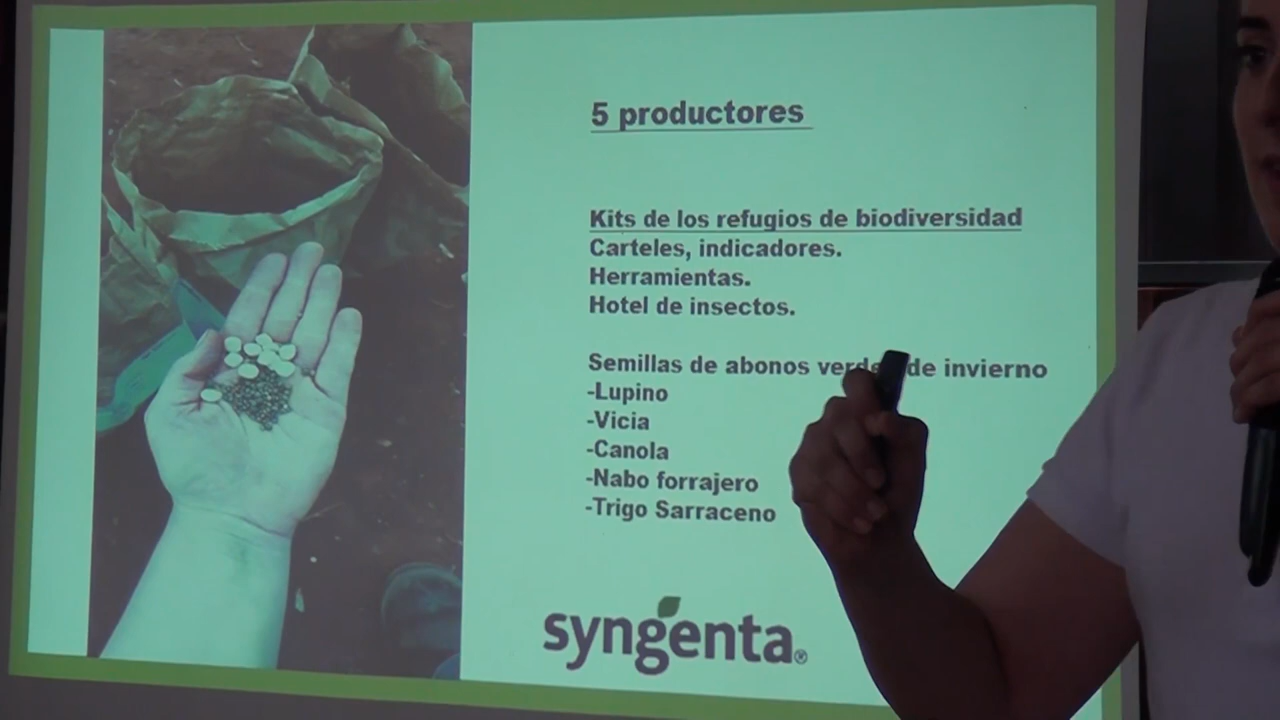 5 productores
Kits de los refugios de biodiversidad
Carteles, indicadores.
Herramientas.
Hotel de insectos.
Semillas de abonos verdes de invierno
-Lupino
-Vicia
-Canola
-Nabo forrajero
-Trigo Sarraceno
syngenta®